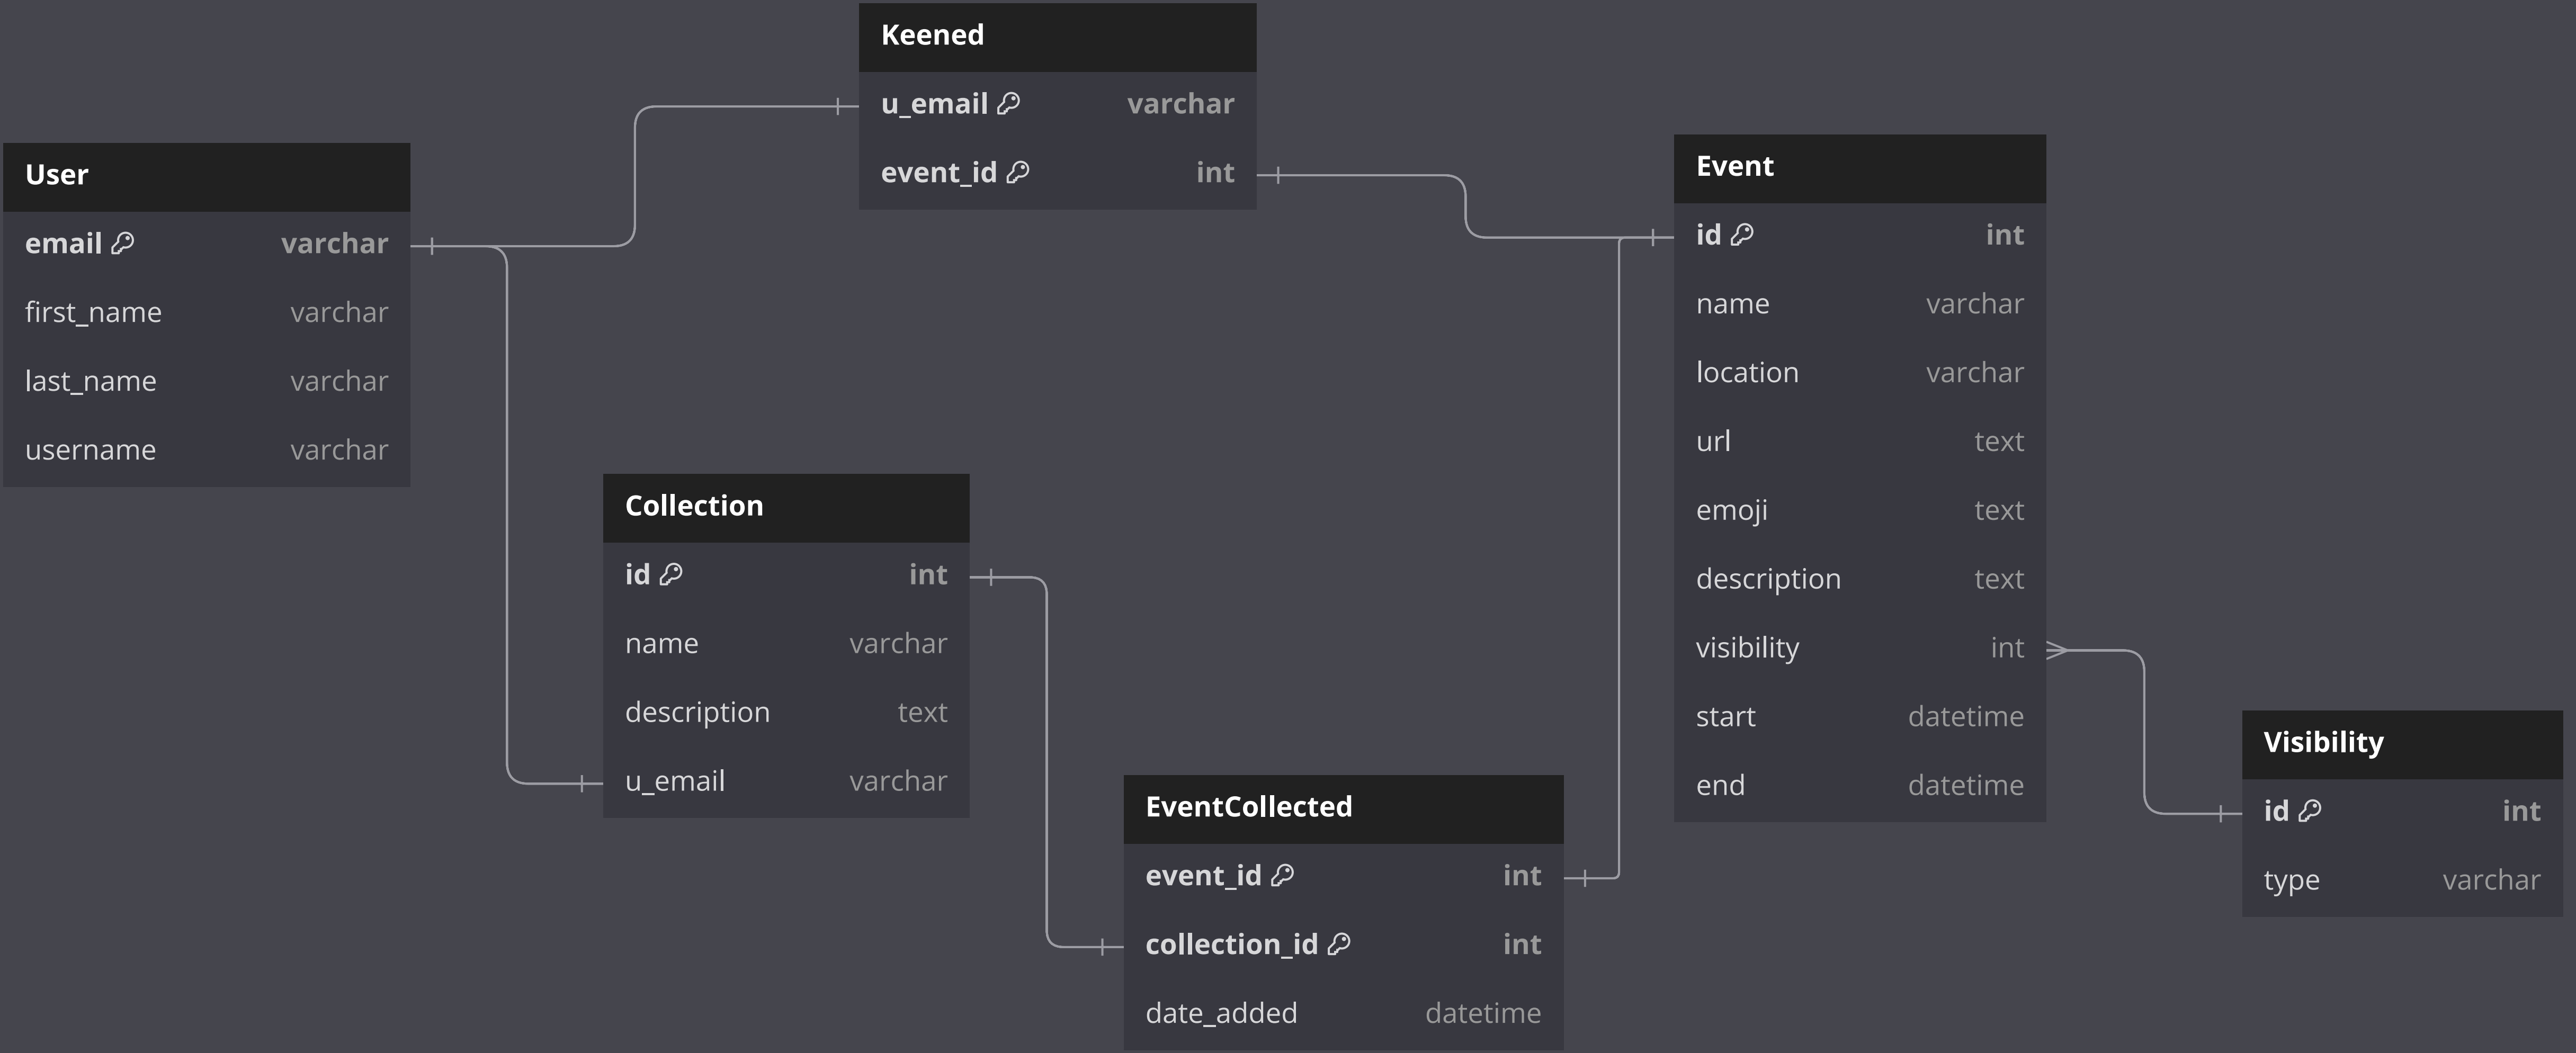 Keened
u_email varchar
event_id int
User
email varchar
first_name varchar
last_name varchar
username varchar
Event
id int
name varchar
location varchar
url text
emoji text
description text
visibility int
start datetime
end datetime
Collection
id int
name varchar
description text
u_email varchar
EventCollected
event_id int
collection_id int
date_added datetime
Visibility
id int
type varchar